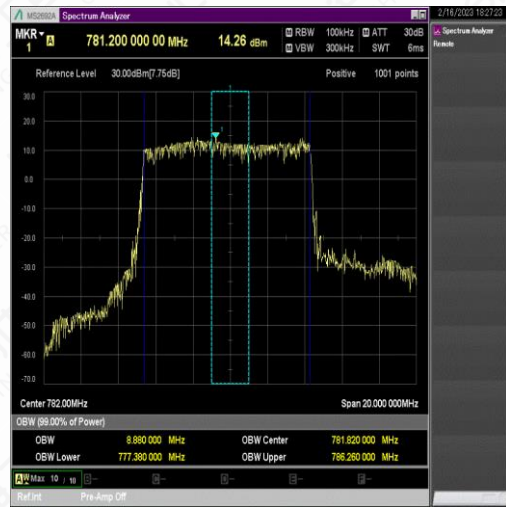 MS2692A Spectrum Analyzer
2/16/2023 18:27:23
MKR 1 A 781.200 000 00 MHz 14.26 dBm
M RBW 100kHz M ATT 30dB
M VBW 300kHz SWT 6ms
Spectrum Analyzer
Remote
Reference Level 30.00dBm[7.75dB] Positive 1001 points
30.0
20.0
1
10.0
0.0
-10.0
-20.0
-30.0
-40.0
-50.0
-60.0
-70.0
Center 782.00MHz Span 20.000 000MHz
OBW (99.00% of Power)
OBW 8.880 000 MHz OBW Center 781.820 000 MHz
OBW Lower 777.380 000 MHz OBW Upper 786.260 000 MHz
A W Max 10 / 10
Ref.Int Pre-Amp Off